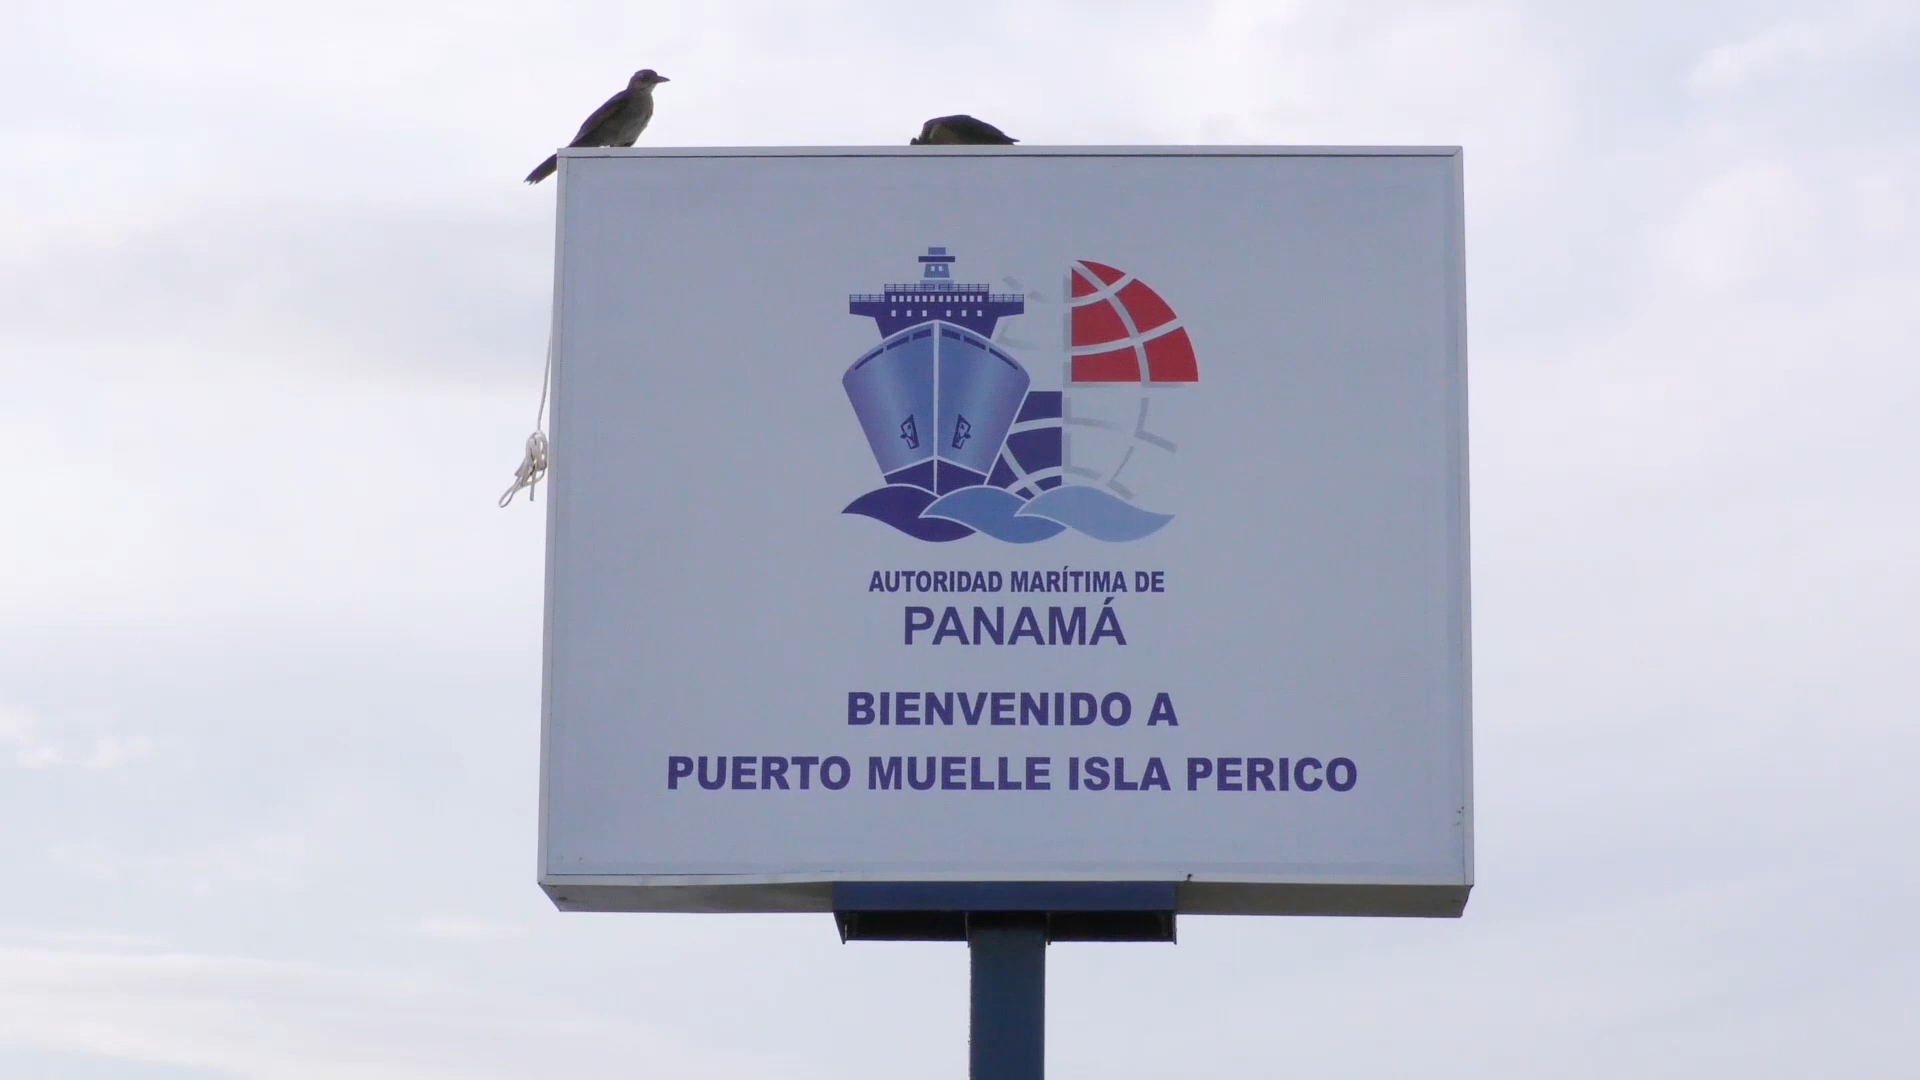 AUTORIDAD MARÍTIMA DE
PANAMÁ
BIENVENIDO A
PUERTO MUELLE ISLA PERICO